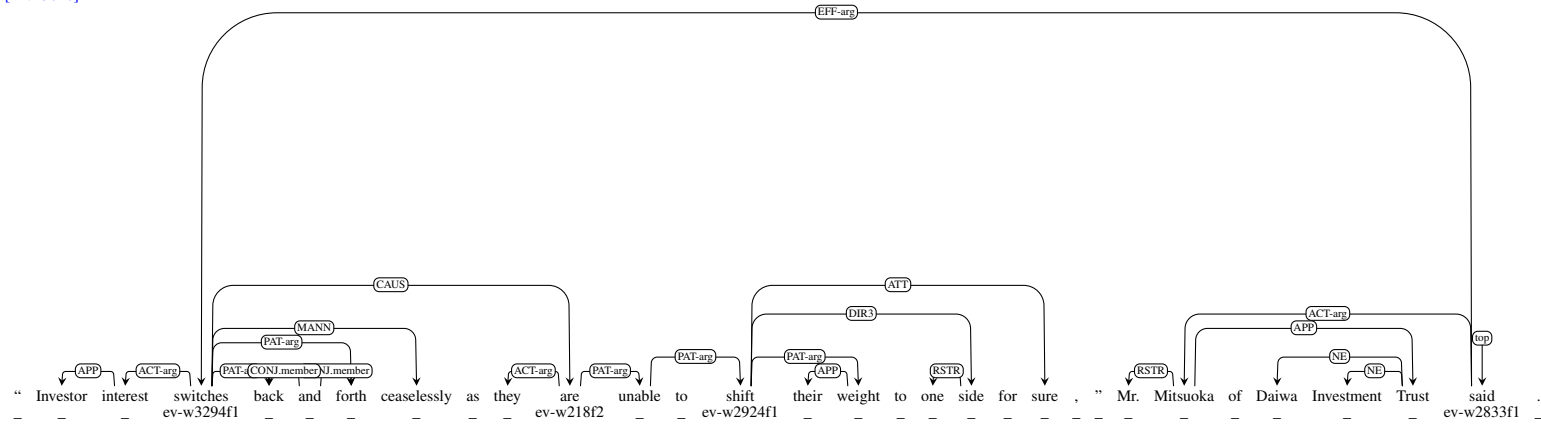 EFF-arg
CAUS ATT
MANN DIR3 ACT-arg
PAT-arg APP top
APP ACT-arg CONJ.member NJ.member ACT-arg PAT-arg PAT-arg PAT-arg APP RSTR RSTR NE NE
“ Investor interest switches back and forth ceaselessly as they are unable to shift their weight to one side for sure , ” Mr. Mitsuoka of Daiwa Investment Trust said .
_ _ _ ev-w3294f1 _ _ _ _ _ _ ev-w218f2 _ _ ev-w2924f1 _ _ _ _ _ _ _ _ _ _ _ _ _ _ _ ev-w2833f1 _